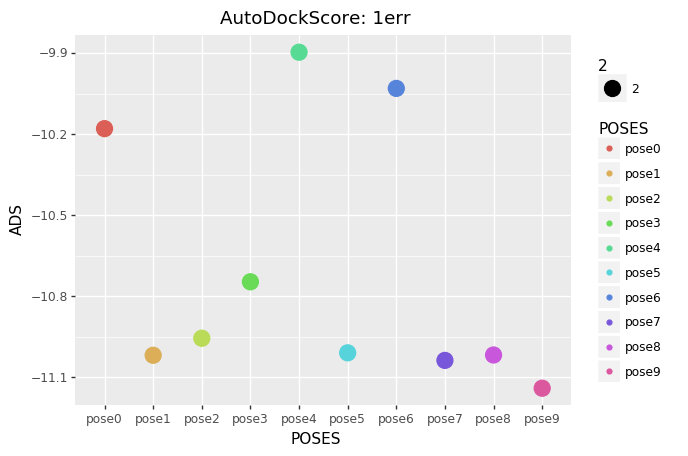 AutoDockScore: 1err
−9.9
−10.2
−10.5
−10.8
−11.1
ADS
pose0 pose1 pose2 pose3 pose4 pose5 pose6 pose7 pose8 pose9
POSES
2
2
POSES
pose0
pose1
pose2
pose3
pose4
pose5
pose6
pose7
pose8
pose9